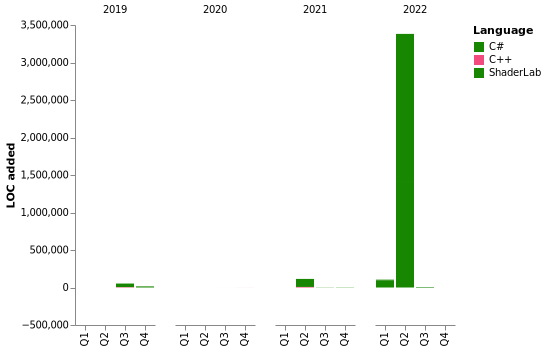 2019 2020 2021 2022
LOC added
3,500,000
3,000,000
2,500,000
2,000,000
1,500,000
1,000,000
500,000
0
−500,000
Q1 Q2 Q3 Q4 Q1 Q2 Q3 Q4 Q1 Q2 Q3 Q4 Q1 Q2 Q3 Q4
Language
C#
C++
ShaderLab